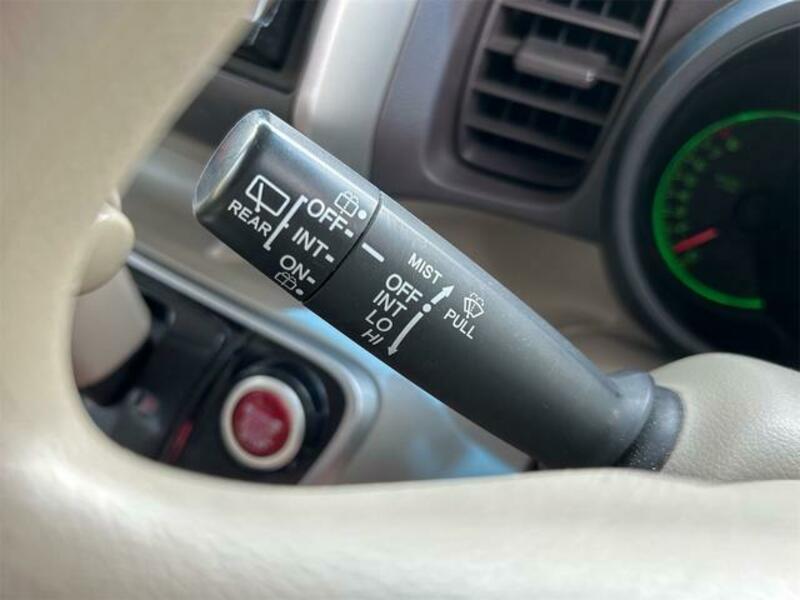 REAR
OFF
INT
ON
MIST
OFF
INT
LO
HI
PULL